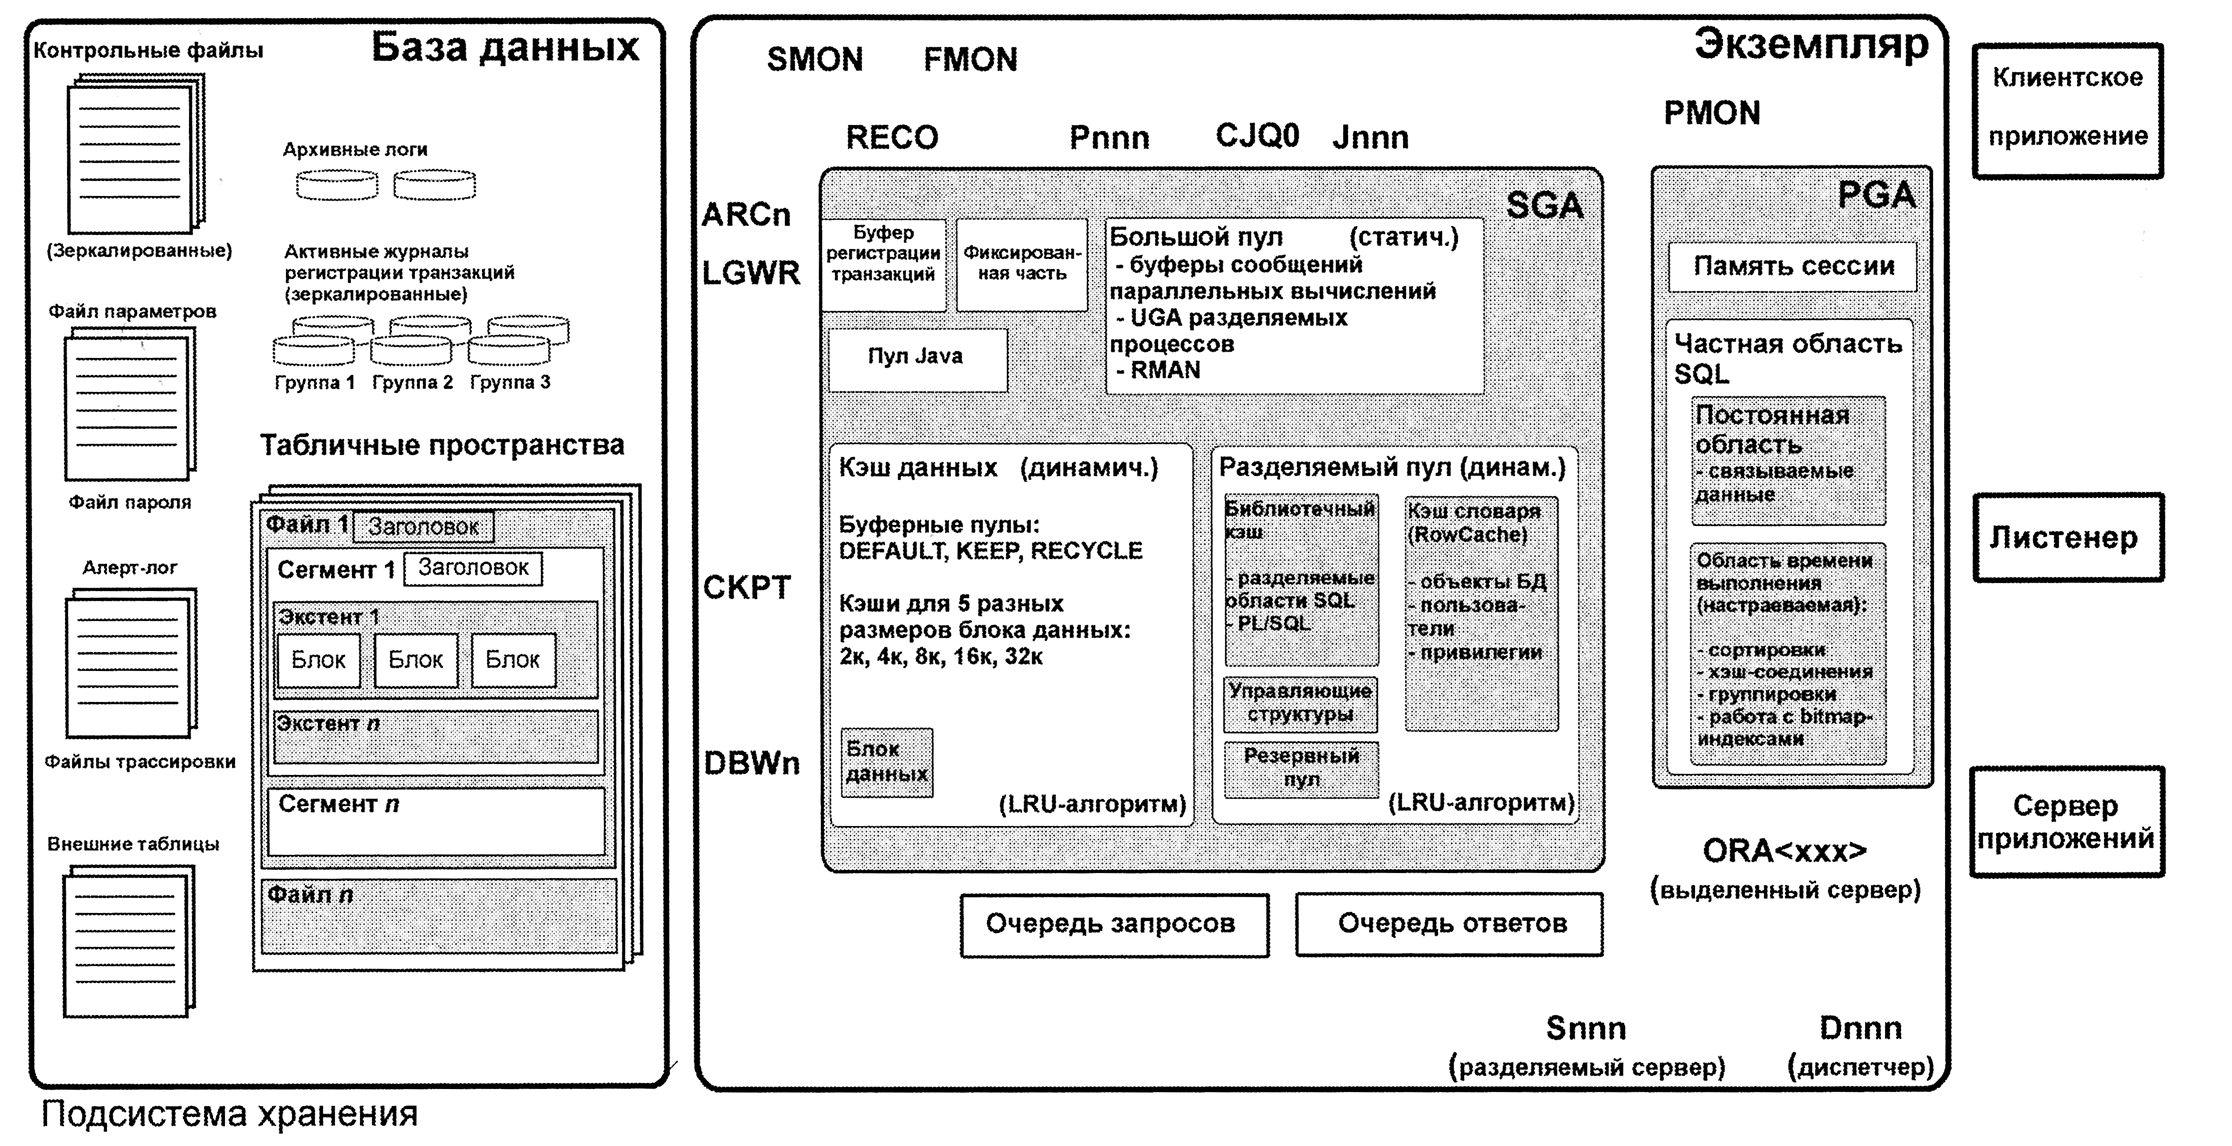 Контрольные файлы
База данных
(Зеркалированные)
Архивные логи
Активные журналы
регистрации транзакций
(зеркалированные)
Группа 1 Группа 2 Группа 3
Файл параметров
Файл пароля
Алерт-лог
Файлы трассировки
Внешние таблицы
Табличные пространства
Файл 1
Заголовок
Сегмент 1
Заголовок
Экстент 1
Блок
Блок
Блок
Экстент n
Сегмент n
Файл n
Подсистема хранения
Экземпляр
SMON
FMON
PMON
RECO
Pnnn
CJQ0
Jnnn
ARCn
LGWR
CKPT
DBWn
SGA
Буфер
регистрации
транзакций
Фиксирован-
ная часть
Большой пул (статич.)
- буферы сообщений
параллельных вычислений
- UGA разделяемых
процессов
- RMAN
Пул Java
Кэш данных (динамич.)
Буферные пулы:
DEFAULT, KEEP, RECYCLE
Кэши для 5 разных
размеров блока данных:
2к, 4к, 8к, 16к, 32к
Блок
данных
(LRU-алгоритм)
Разделяемый пул (динам.)
Библиотечный
кэш
- разделяемые
области SQL
- PL/SQL
Кэш словаря
(RowCache)
- объекты БД
- пользова-
тели
- привилегии
Управляющие
структуры
Резервный
пул
(LRU-алгоритм)
PGA
Память сессии
Частная область
SQL
Постоянная
область
- связываемые
данные
Область времени
выполнения
(настраеваемая):
- сортировки
- хэш-соединения
- группировки
- работа с bitmap-
индексами
ORA<xxx>
(выделенный сервер)
Очередь запросов
Очередь ответов
Snnn
(разделяемый сервер)
Dnnn
(диспетчер)
Клиентское
приложение
Листенер
Сервер
приложений